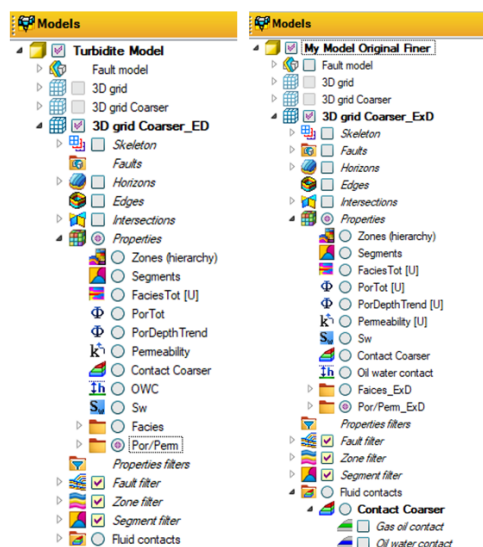 Models
Turbidite Model
Fault model
3D grid
3D grid Coarser
3D grid Coarser_ED
Skeleton
Faults
Horizons
Edges
Intersections
Properties
Zones (hierarchy)
Segments
FaciesTot [U]
PorTot
PorDepthTrend
Permeability
Contact Coarser
OWC
Sw
Facies
Por/Perm
Properties filters
Fault filter
Zone filter
Segment filter
Fluid contacts
Models
My Model Original Finer
Fault model
3D grid
3D grid Coarser
3D grid Coarser_ExD
Skeleton
Faults
Horizons
Edges
Intersections
Properties
Zones (hierarchy)
Segments
FaciesTot [U]
PorTot [U]
PorDepthTrend [U]
Permeability [U]
Sw
Contact Coarser
Oil water contact
Faices_ExD
Por/Perm_ExD
Properties filters
Fault filter
Zone filter
Segment filter
Fluid contacts
Contact Coarser
Gas oil contact
Oil water contact